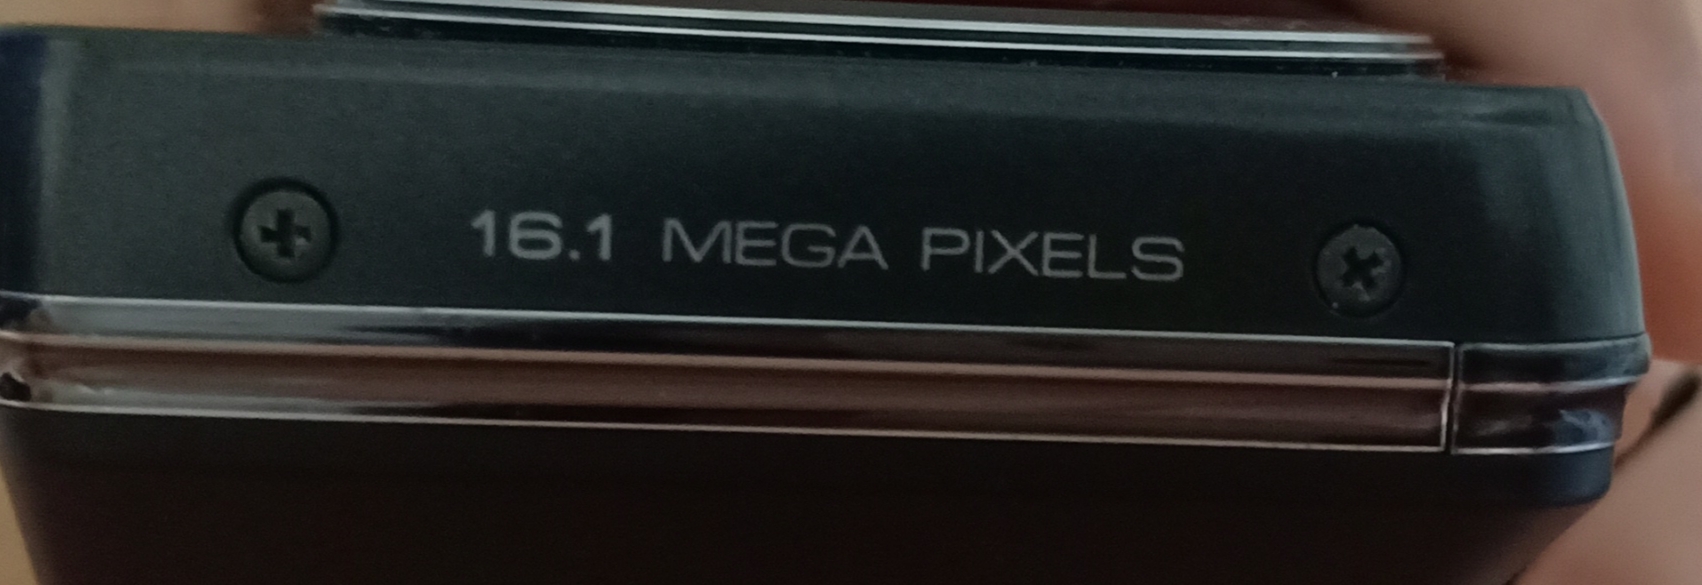 16.1 MEGA PIXELS